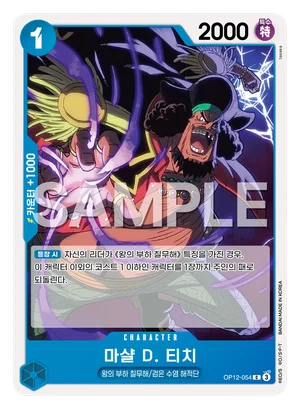 1
2000
특수
特
카운터 +1000
SAMPLE
등장 시 자신의 리더가 《왕의 부하 칠무해》 특징을 가진 경우,
이 캐릭터 이외의 코스트 1 이하인 캐릭터를 1장까지 주인의 패로
되돌린다.
CHARACTER
마샬 D. 티치
왕의 부하 칠무해/검은 수염 해적단
OP12-054 C
3
BANDAI MADE IN KOREA